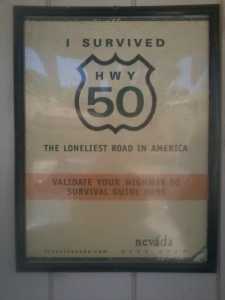 I SURVIVED
HWY
50
THE LONELIEST ROAD IN AMERICA
VALIDATE YOUR HIGHWAY 50
SURVIVAL GUIDE HERE
nevada